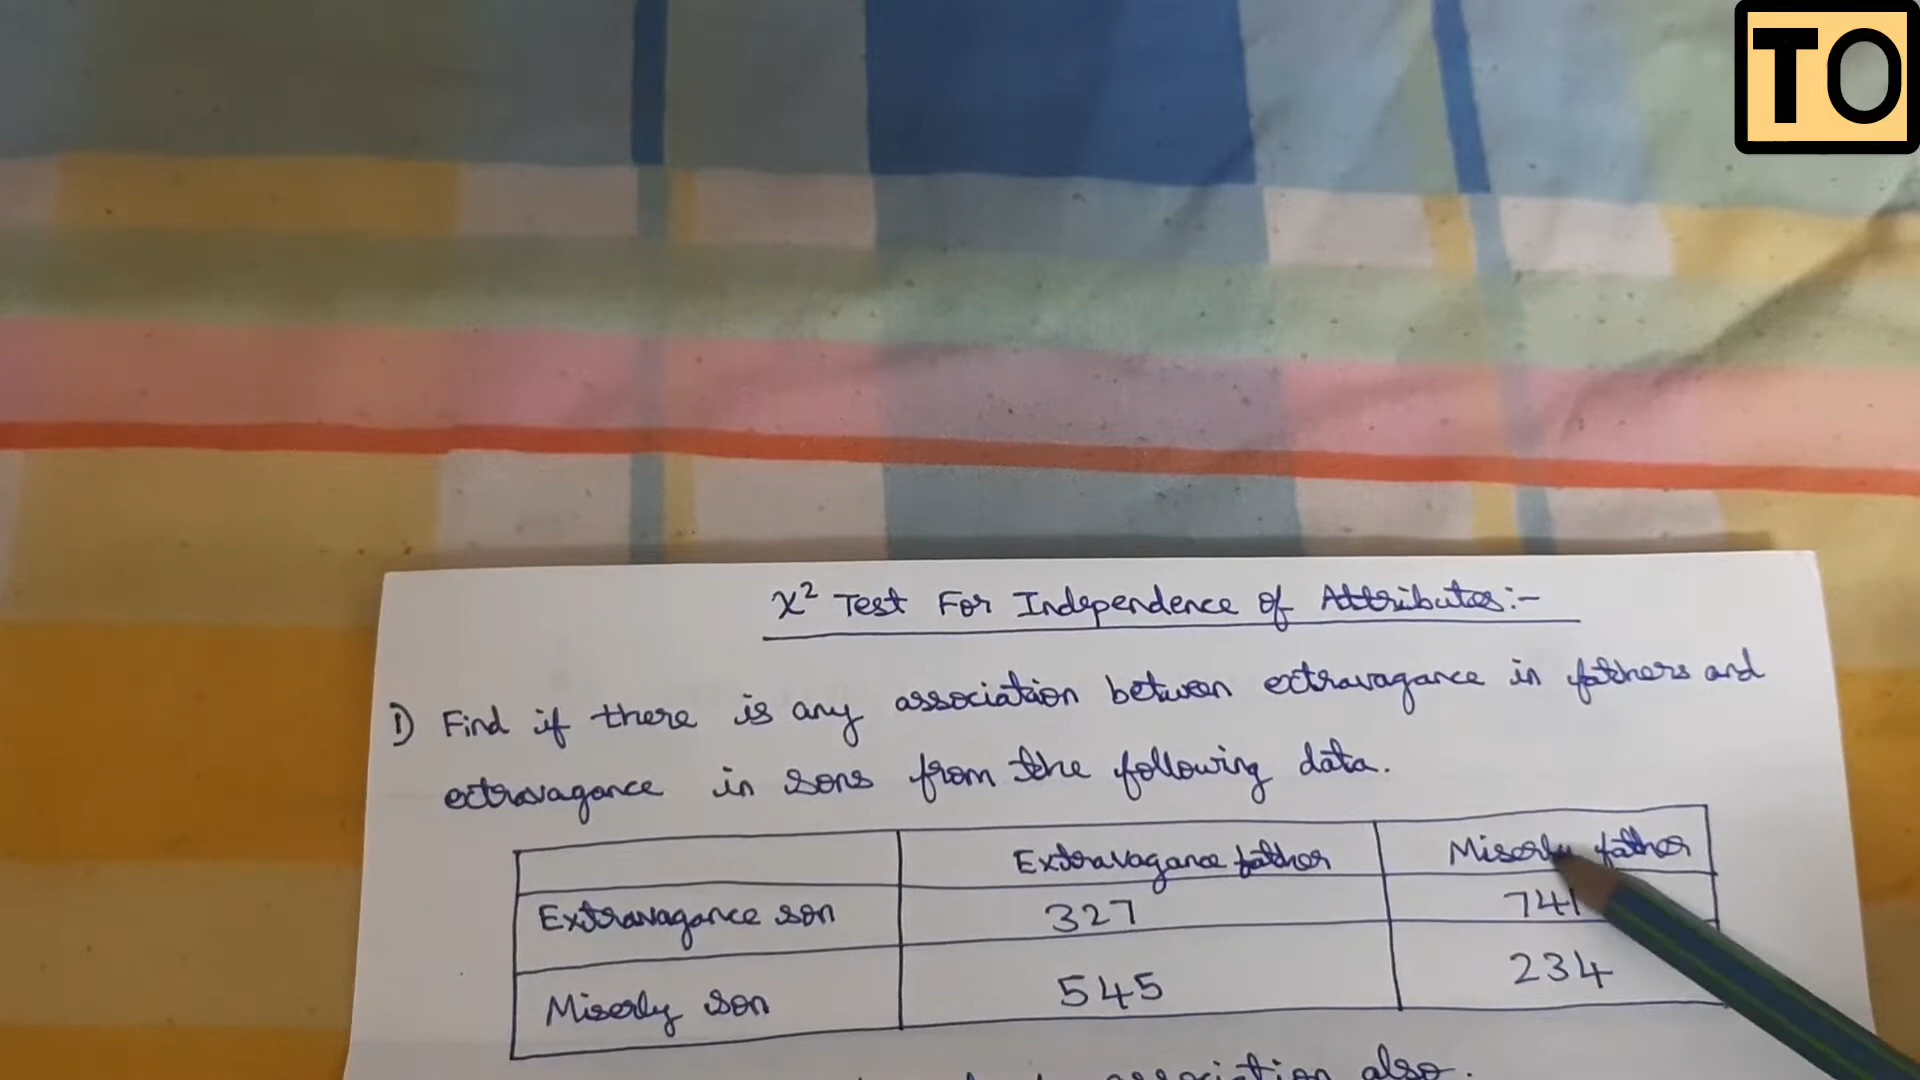 TO
χ² Test For Independence of Attributes:-
1) Find if there is any association between extravagance in fathers and
extravagance in sons from the following data.
Extravagance father Miserly father
Extravagance son 327 741
Miserly son 545 234
association also.